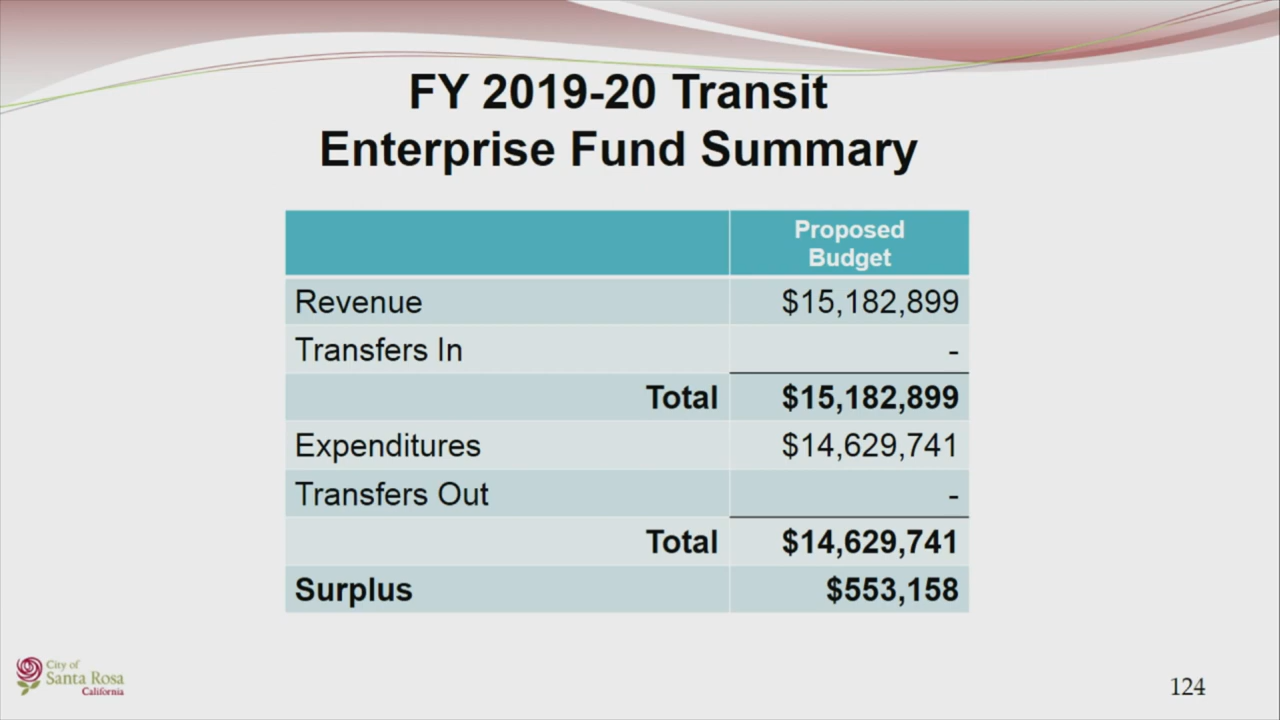 FY 2019-20 Transit
Enterprise Fund Summary
Proposed
Budget
Revenue $15,182,899
Transfers In -
Total $15,182,899
Expenditures $14,629,741
Transfers Out -
Total $14,629,741
Surplus $553,158
City of
Santa Rosa
California
124